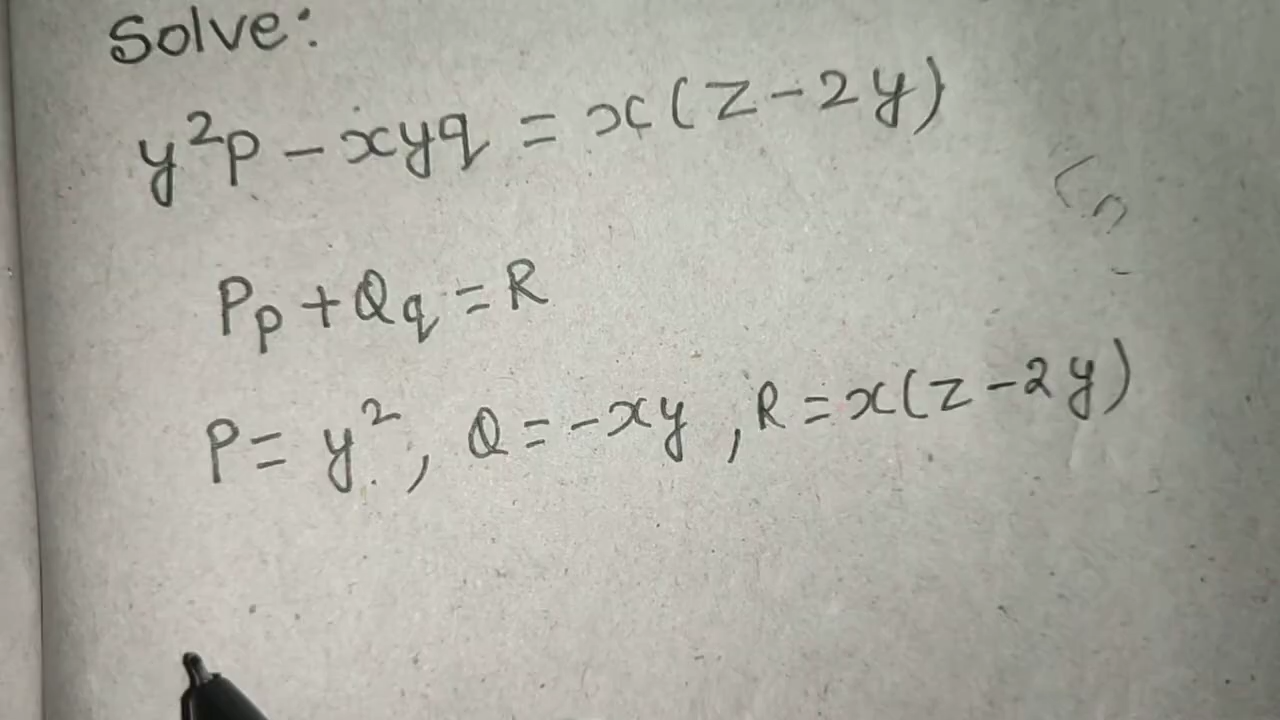 Solve:
y²p - xyq = x(z-2y)
Pp + Qq = R
P = y², Q = -xy, R = x(z-2y)